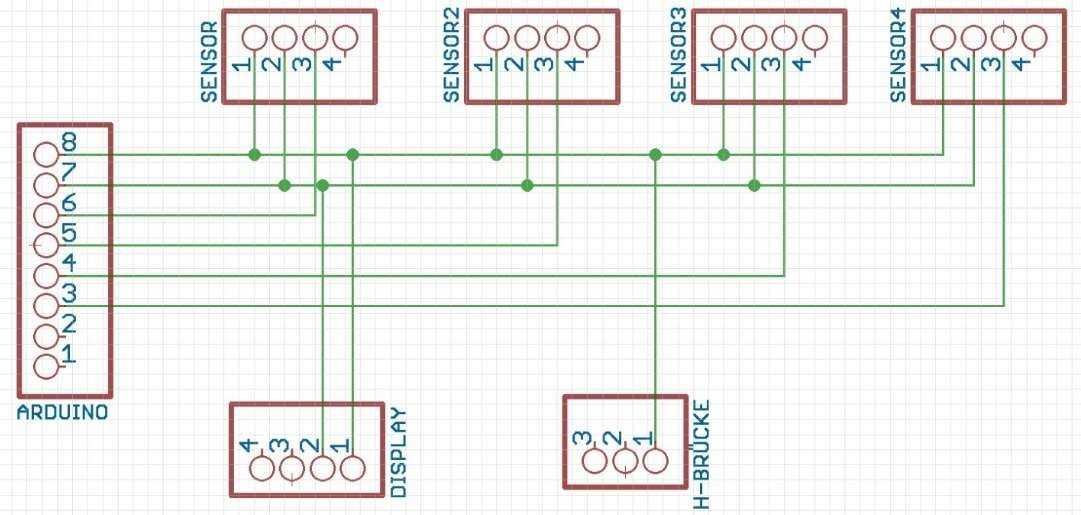 SENSOR
1 2 3 4
SENSOR2
1 2 3 4
SENSOR3
1 2 3 4
SENSOR4
1 2 3 4
8
7
6
5
4
3
2
1
ARDUINO
4 3 2 1
DISPLAY
3 2 1
H-BRÜCKE